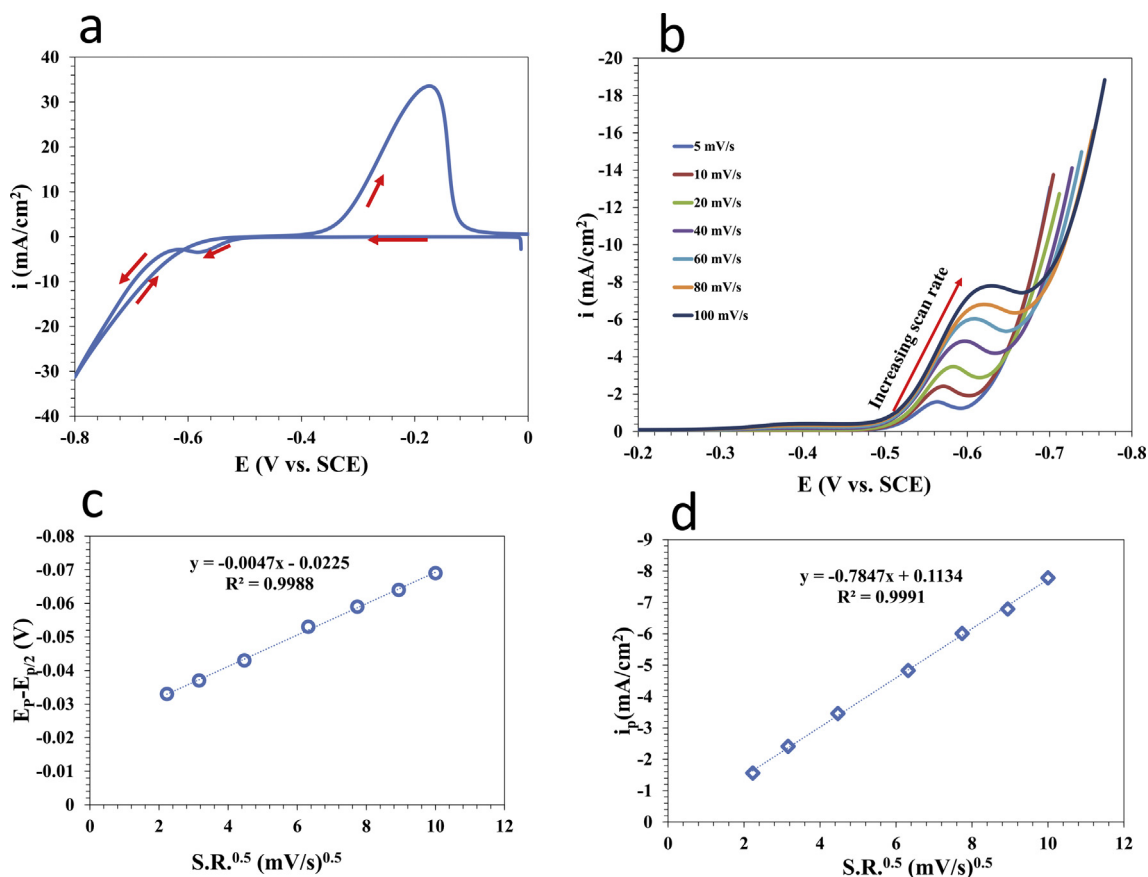 a
40
30
20
10
0
-10
-20
-30
-40
i (mA/cm²)
-0.8
-0.6
-0.4
-0.2
0
E (V vs. SCE)
b
-20
-18
-16
-14
-12
-10
-8
-6
-4
-2
0
i (mA/cm²)
5 mV/s
10 mV/s
20 mV/s
40 mV/s
60 mV/s
80 mV/s
100 mV/s
Increasing scan rate
-0.2
-0.3
-0.4
-0.5
-0.6
-0.7
-0.8
E (V vs. SCE)
c
-0.08
-0.07
-0.06
-0.05
-0.04
-0.03
-0.02
-0.01
0
E_P-E_p/2 (V)
y = -0.0047x - 0.0225
R² = 0.9988
0
2
4
6
8
10
12
S.R.^0.5 (mV/s)^0.5
d
-9
-8
-7
-6
-5
-4
-3
-2
-1
0
i_p(mA/cm²)
y = -0.7847x + 0.1134
R² = 0.9991
0
2
4
6
8
10
12
S.R.^0.5 (mV/s)^0.5